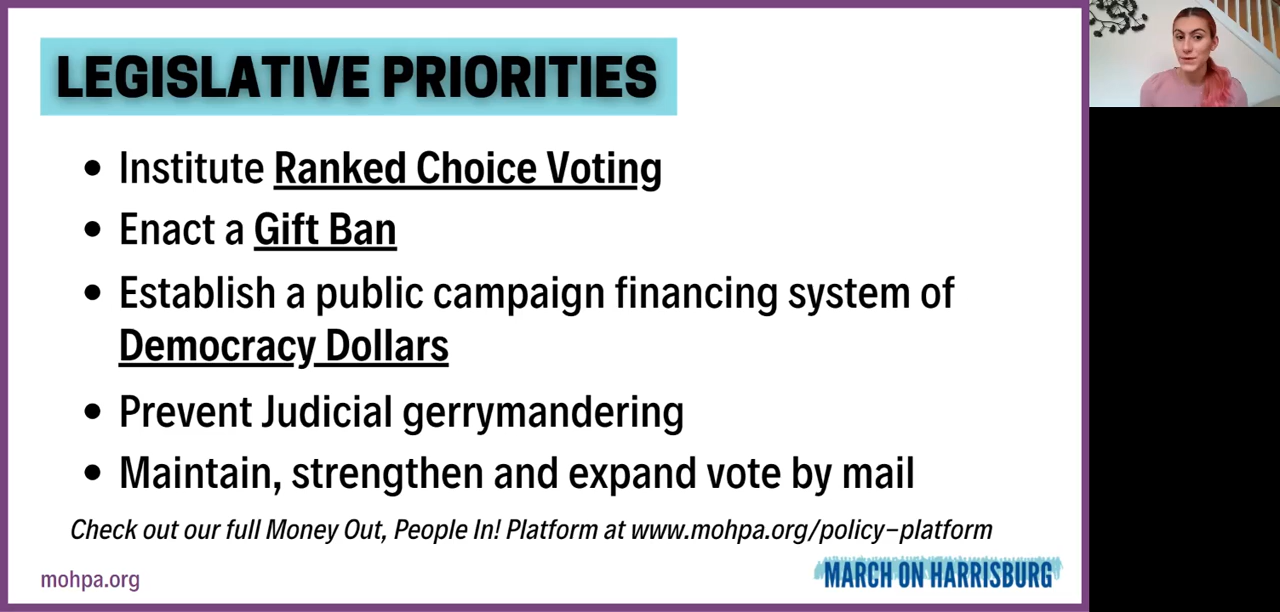 LEGISLATIVE PRIORITIES
• Institute Ranked Choice Voting
• Enact a Gift Ban
• Establish a public campaign financing system of
Democracy Dollars
• Prevent Judicial gerrymandering
• Maintain, strengthen and expand vote by mail
Check out our full Money Out, People In! Platform at www.mohpa.org/policy-platform
mohpa.org
MARCH ON HARRISBURG